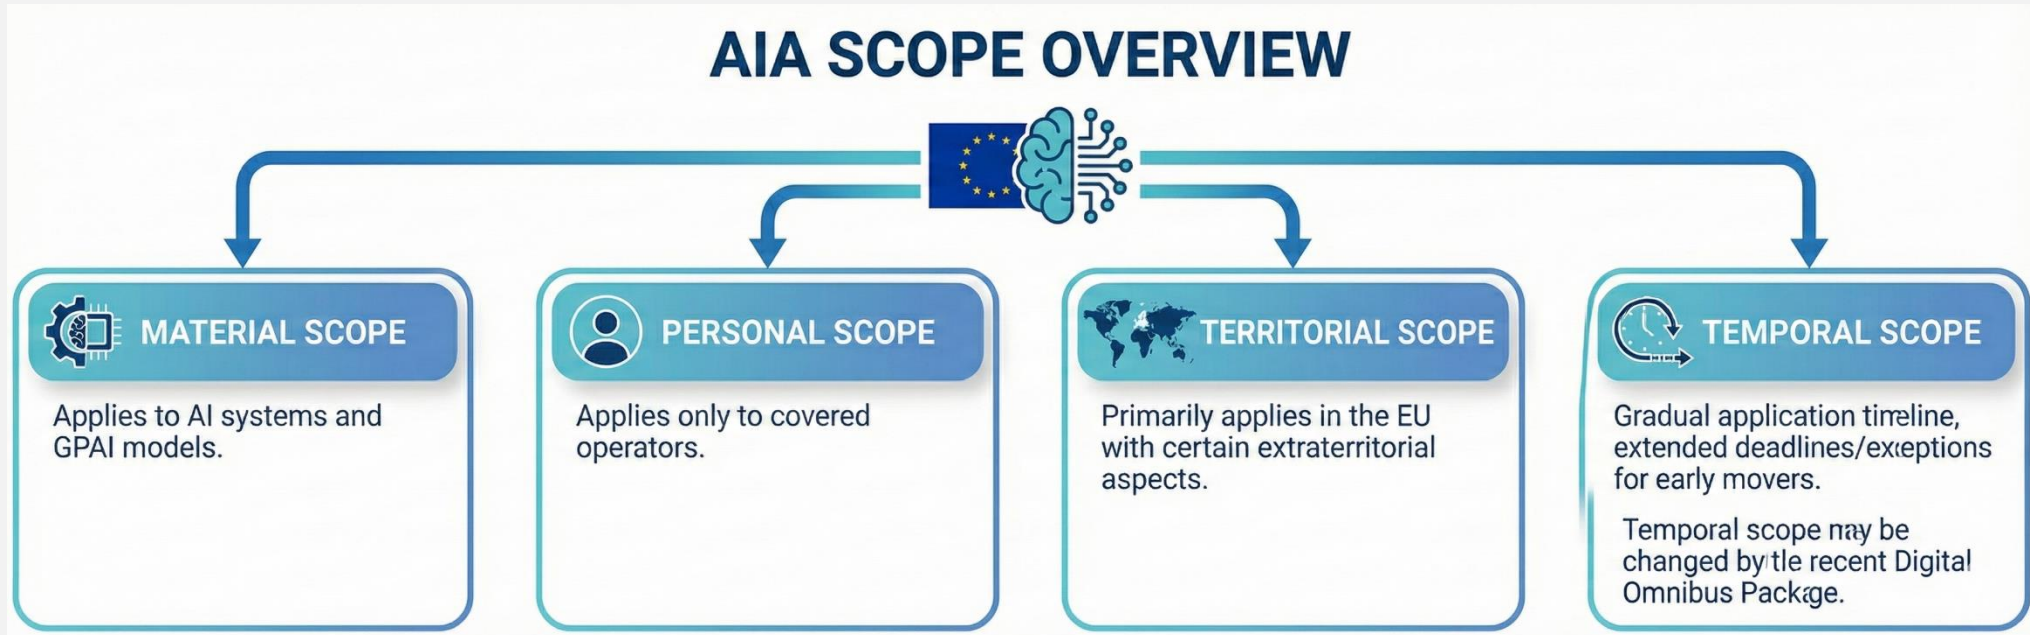 AIA SCOPE OVERVIEW
MATERIAL SCOPE
Applies to AI systems and
GPAI models.
PERSONAL SCOPE
Applies only to covered
operators.
TERRITORIAL SCOPE
Primarily applies in the EU
with certain extraterritorial
aspects.
TEMPORAL SCOPE
Gradual application timeline,
extended deadlines/exceptions
for early movers.
Temporal scope may be
changed by tle recent Digital
Omnibus Package.